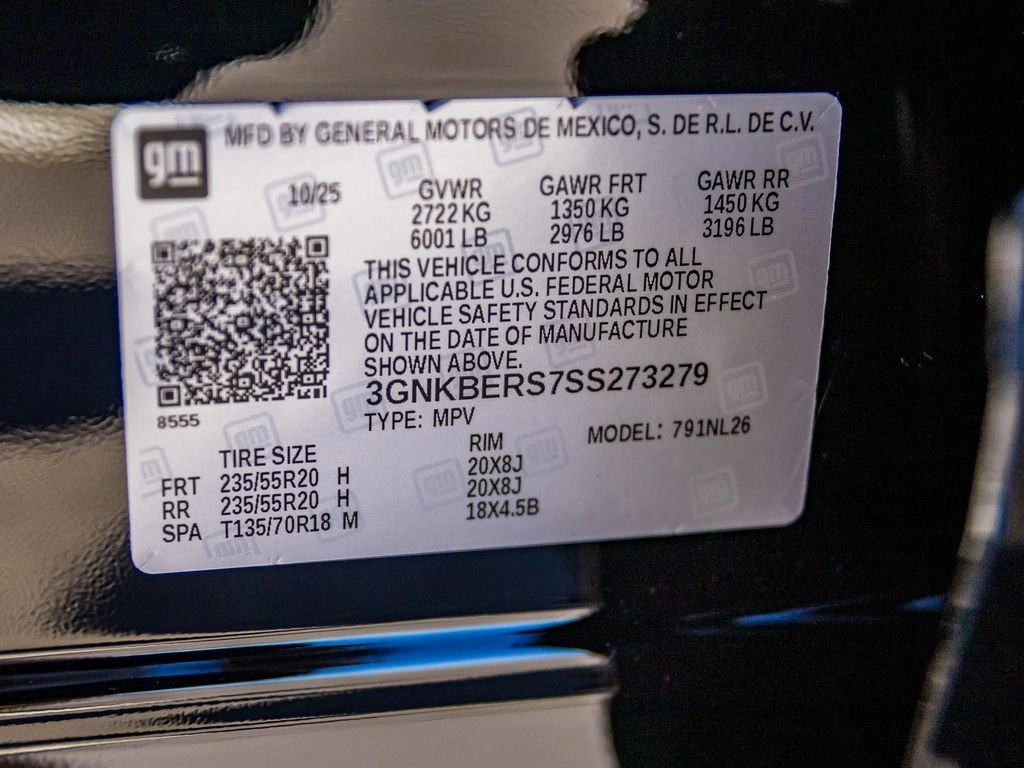 gm
MFD BY GENERAL MOTORS DE MEXICO, S. DE R.L. DE C.V.
10/25
GVWR GAWR FRT GAWR RR
2722 KG 1350 KG 1450 KG
6001 LB 2976 LB 3196 LB
THIS VEHICLE CONFORMS TO ALL
APPLICABLE U.S. FEDERAL MOTOR
VEHICLE SAFETY STANDARDS IN EFFECT
ON THE DATE OF MANUFACTURE
SHOWN ABOVE.
3GNKBERS7SS273279
8555
TYPE: MPV
MODEL: 791NL26
TIRE SIZE RIM
FRT 235/55R20 H 20X8J
RR 235/55R20 H 20X8J
SPA T135/70R18 M 18X4.5B